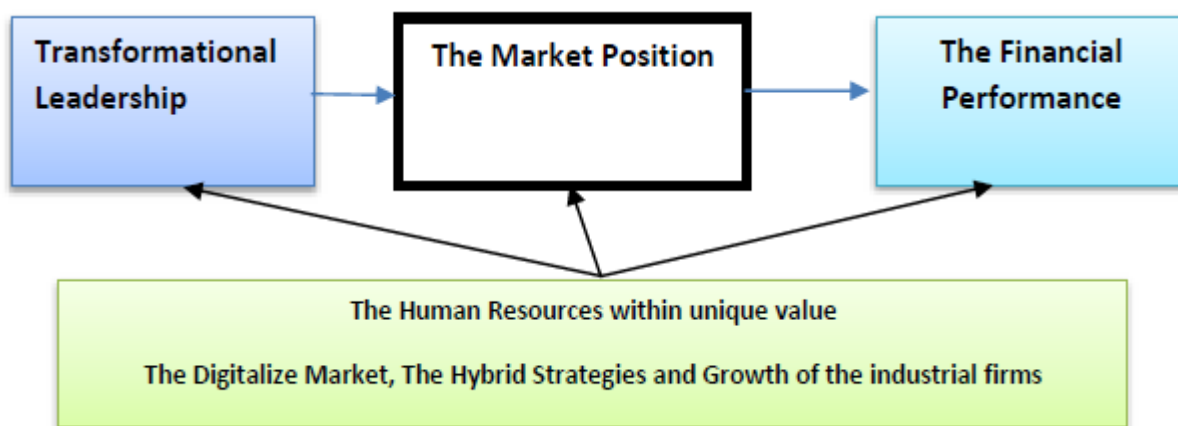 Transformational
Leadership
The Market Position
The Financial
Performance
The Human Resources within unique value
The Digitalize Market, The Hybrid Strategies and Growth of the industrial firms